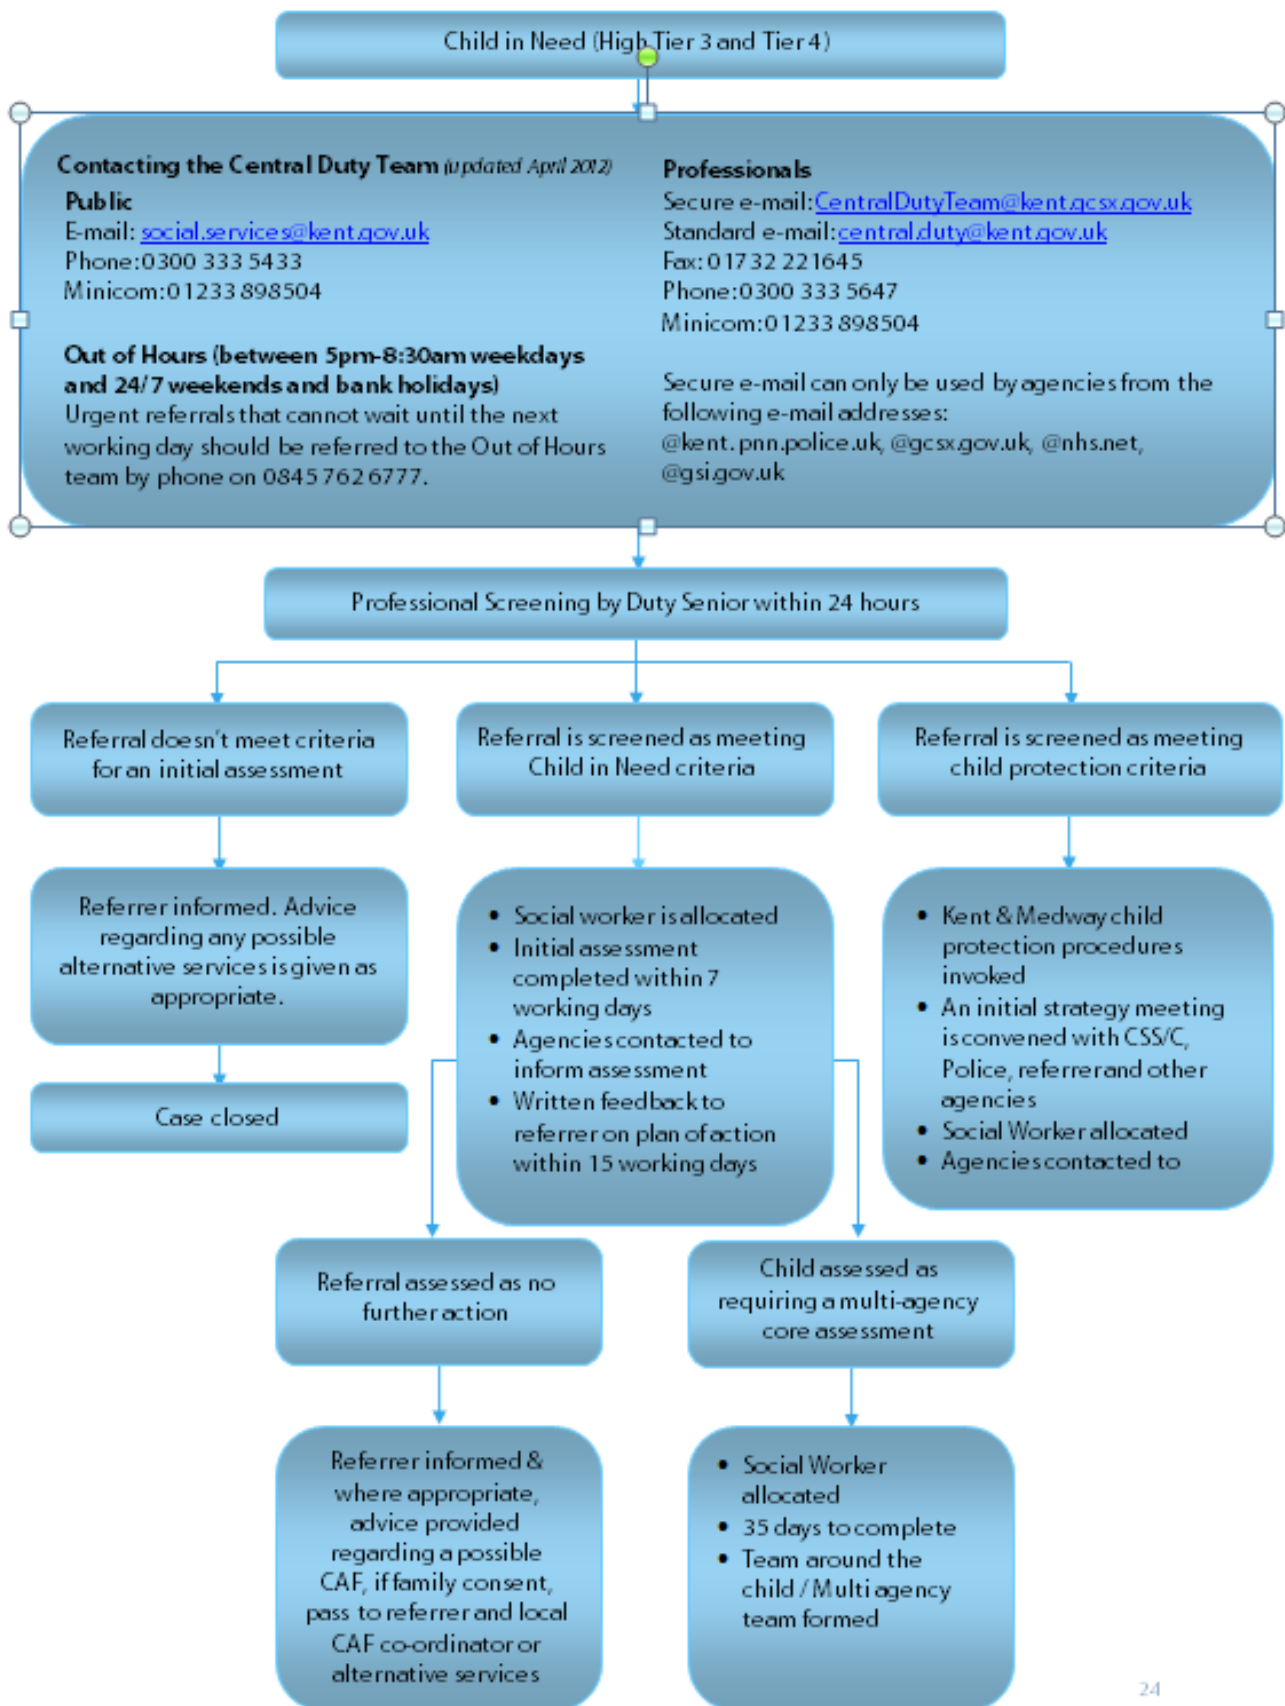 Child in Need (High Tier 3 and Tier 4)
Contacting the Central Duty Team (updated April 2012)
Public
E-mail: social.services@kent.gov.uk
Phone:0300 333 5433
Minicom:01233 898504
Out of Hours (between 5pm-8:30am weekdays
and 24/7 weekends and bank holidays)
Urgent referrals that cannot wait until the next
working day should be referred to the Out of Hours
team by phone on 0845 762 6777.
Professionals
Secure e-mail:CentralDutyTeam@kent.gcsx.gov.uk
Standard e-mail:central.duty@kent.gov.uk
Fax: 01732 221645
Phone:0300 333 5647
Minicom:01233 898504
Secure e-mail can only be used by agencies from the
following e-mail addresses:
@kent.pnn.police.uk, @gcsx.gov.uk, @nhs.net,
@gsi.gov.uk
Professional Screening by Duty Senior within 24 hours
Referral doesn't meet criteria
for an initial assessment
Referral is screened as meeting
Child in Need criteria
Referral is screened as meeting
child protection criteria
Referrer informed. Advice
regarding any possible
alternative services is given as
appropriate.
Case closed
• Social worker is allocated
• Initial assessment
completed within 7
working days
• Agencies contacted to
inform assessment
• Written feedback to
referrer on plan of action
within 15 working days
• Kent & Medway child
protection procedures
invoked
• An initial strategy meeting
is convened with CSS/C,
Police, referrer and other
agencies
• Social Worker allocated
• Agencies contacted to
Referral assessed as no
further action
Child assessed as
requiring a multi-agency
core assessment
Referrer informed &
where appropriate,
advice provided
regarding a possible
CAF, if family consent,
pass to referrer and local
CAF co-ordinator or
alternative services
• Social Worker
allocated
• 35 days to complete
• Team around the
child / Multi agency
team formed
24